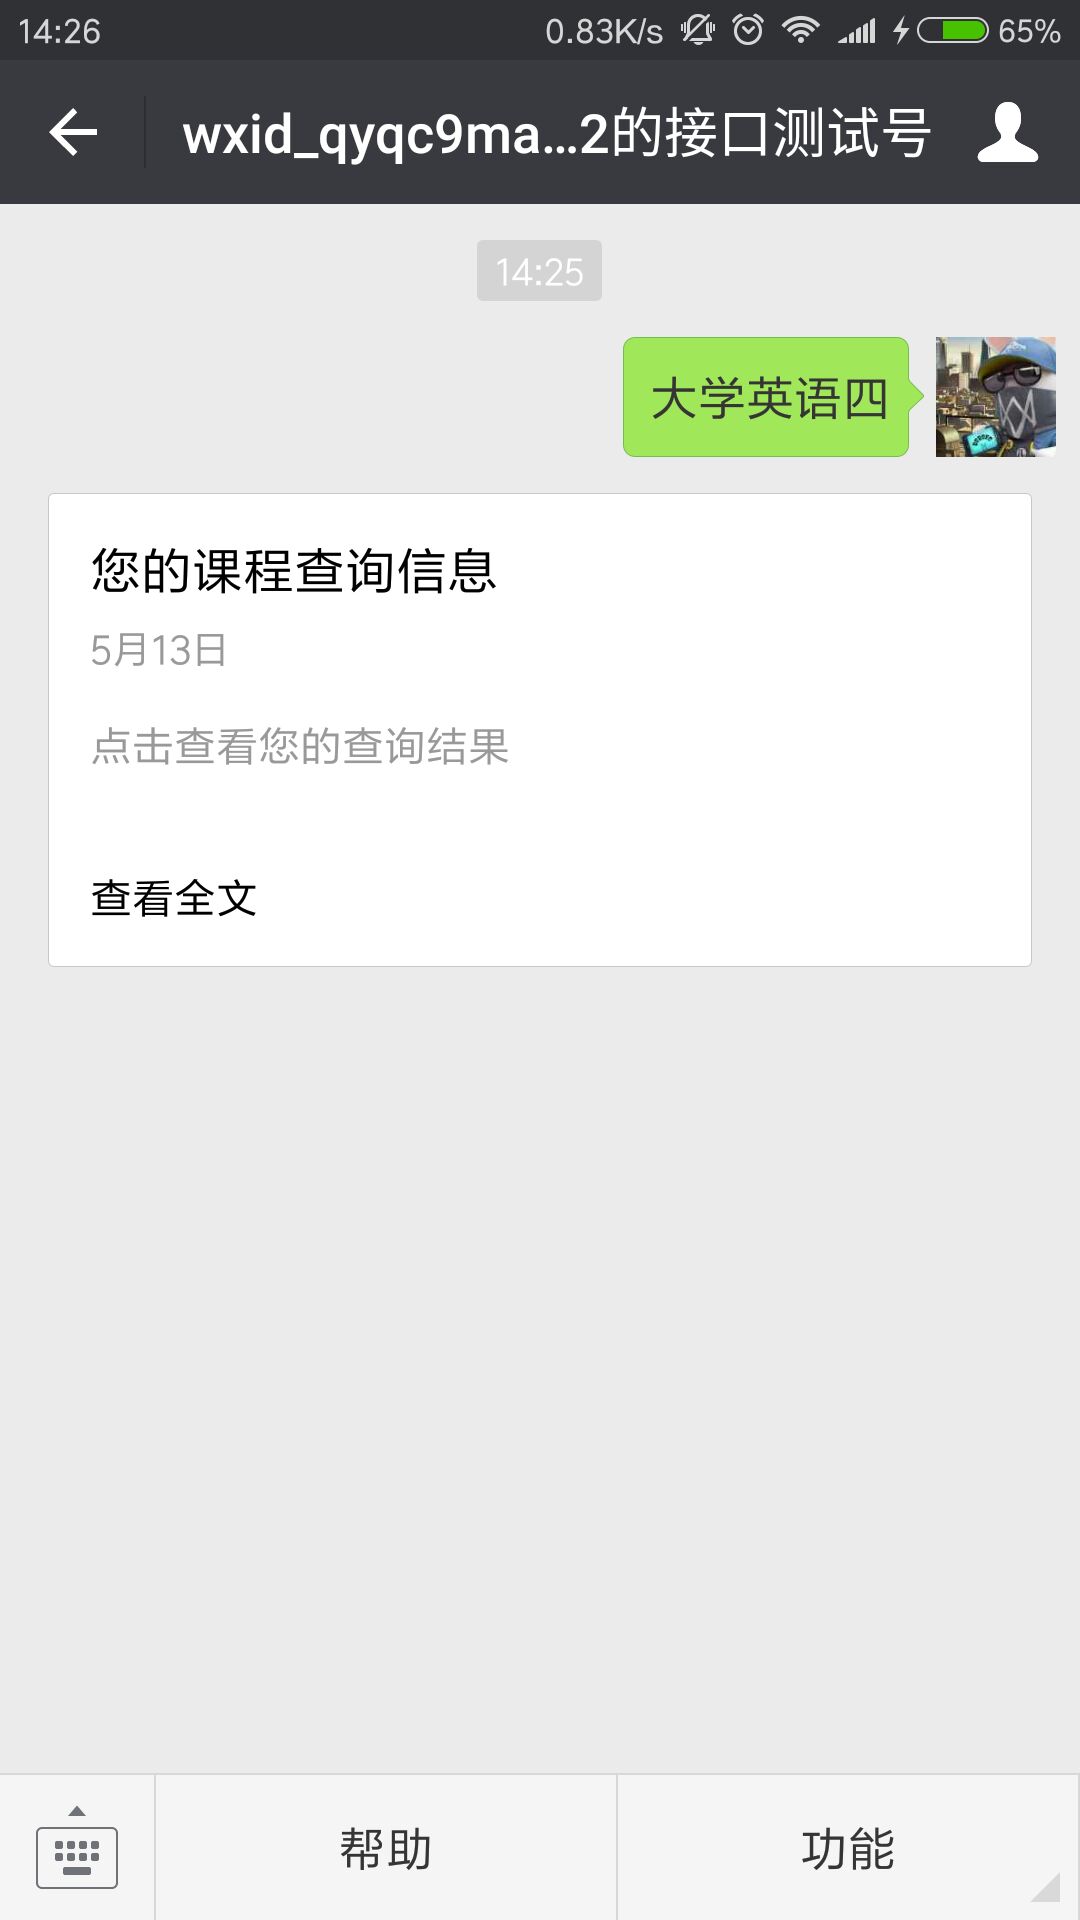 14:26
0.83K/s
65%
wxid_qyqc9ma...2的接口测试号
14:25
大学英语四
您的课程查询信息
5月13日
点击查看您的查询结果
查看全文
帮助
功能